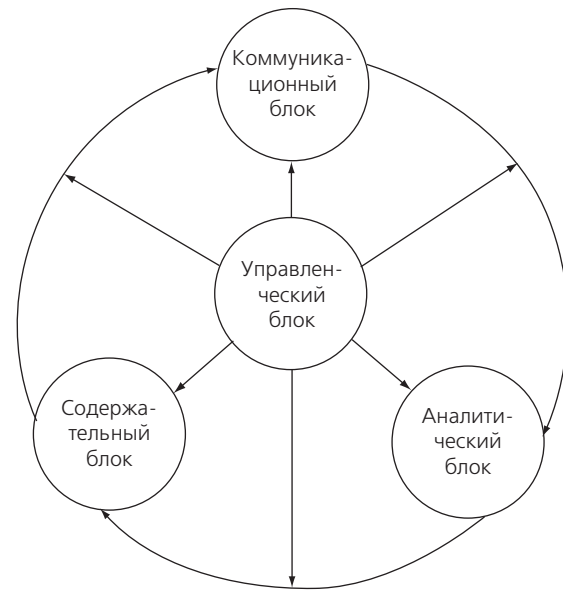 Коммуника-
ционный
блок
Управлен-
ческий
блок
Содержа-
тельный
блок
Аналити-
ческий
блок